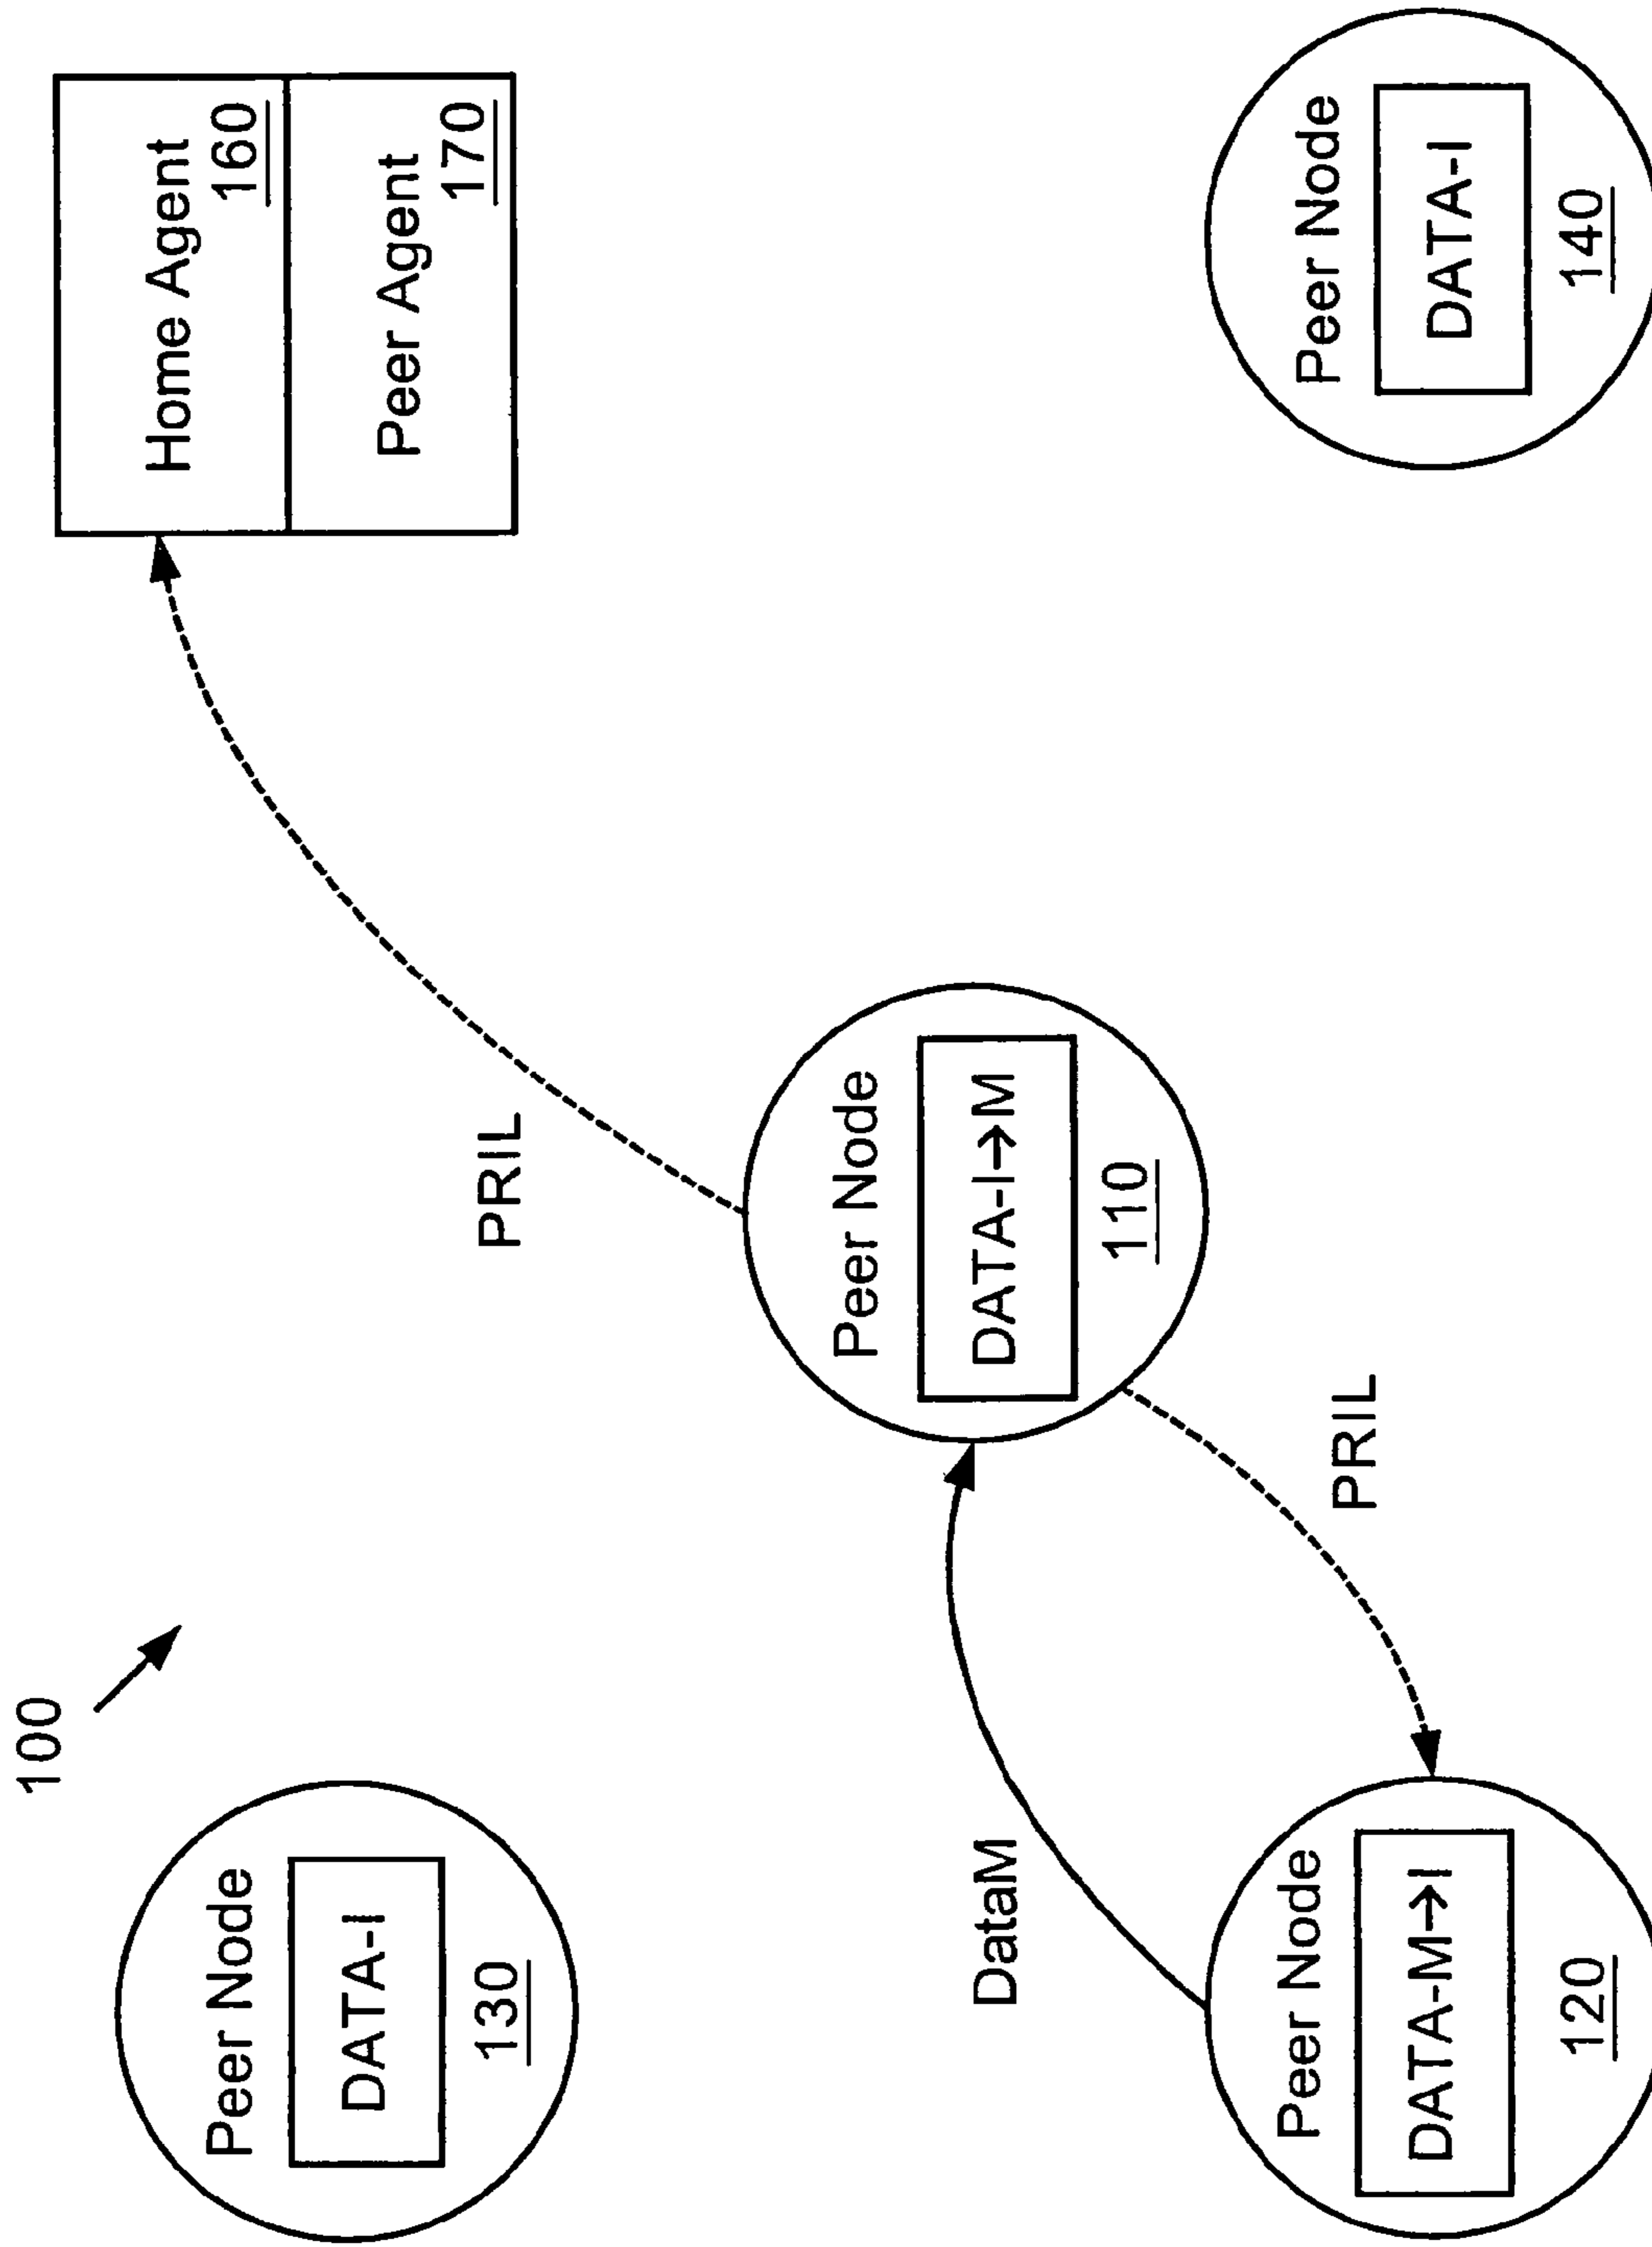 100
Peer Node
DATA-I
130
Home Agent
160
Peer Agent
170
PRIL
Peer Node
DATA-I→M
110
DataM
PRIL
Peer Node
DATA-M→I
120
Peer Node
DATA-I
140